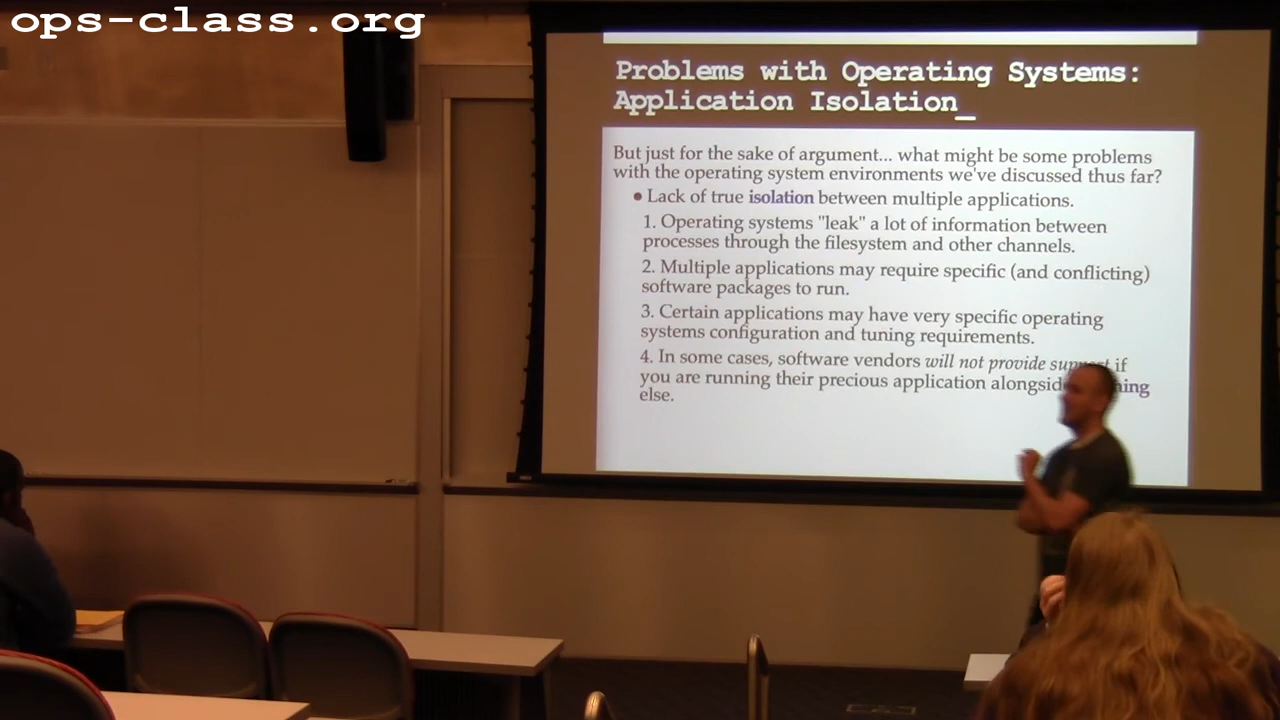 ops-class.org
Problems with Operating Systems:
Application Isolation_
But just for the sake of argument... what might be some problems
with the operating system environments we've discussed thus far?
● Lack of true isolation between multiple applications.
1. Operating systems "leak" a lot of information between
processes through the filesystem and other channels.
2. Multiple applications may require specific (and conflicting)
software packages to run.
3. Certain applications may have very specific operating
systems configuration and tuning requirements.
4. In some cases, software vendors will not provide support if
you are running their precious application alongside
else.